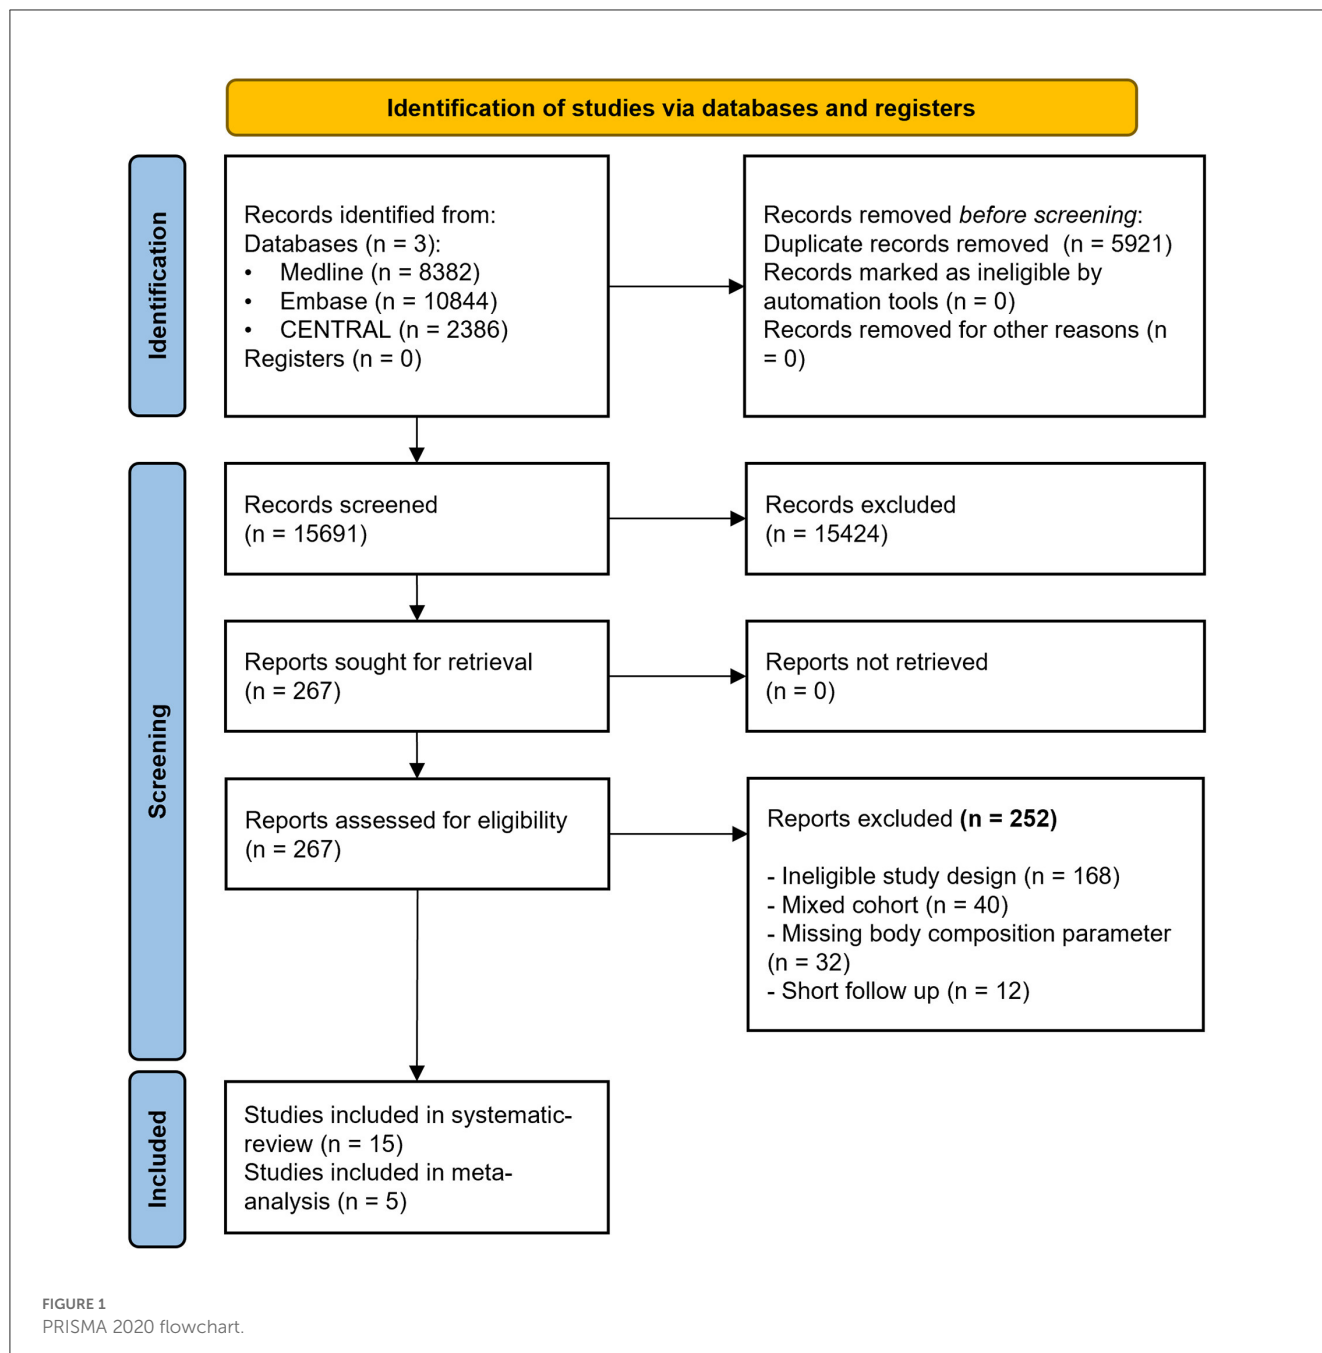 Identification of studies via databases and registers
Identification
Records identified from:
Databases (n = 3):
• Medline (n = 8382)
• Embase (n = 10844)
• CENTRAL (n = 2386)
Registers (n = 0)
Records removed before screening:
Duplicate records removed (n = 5921)
Records marked as ineligible by
automation tools (n = 0)
Records removed for other reasons (n
= 0)
Screening
Records screened
(n = 15691)
Records excluded
(n = 15424)
Reports sought for retrieval
(n = 267)
Reports not retrieved
(n = 0)
Reports assessed for eligibility
(n = 267)
Reports excluded (n = 252)
- Ineligible study design (n = 168)
- Mixed cohort (n = 40)
- Missing body composition parameter
(n = 32)
- Short follow up (n = 12)
Included
Studies included in systematic-
review (n = 15)
Studies included in meta-
analysis (n = 5)
FIGURE 1
PRISMA 2020 flowchart.